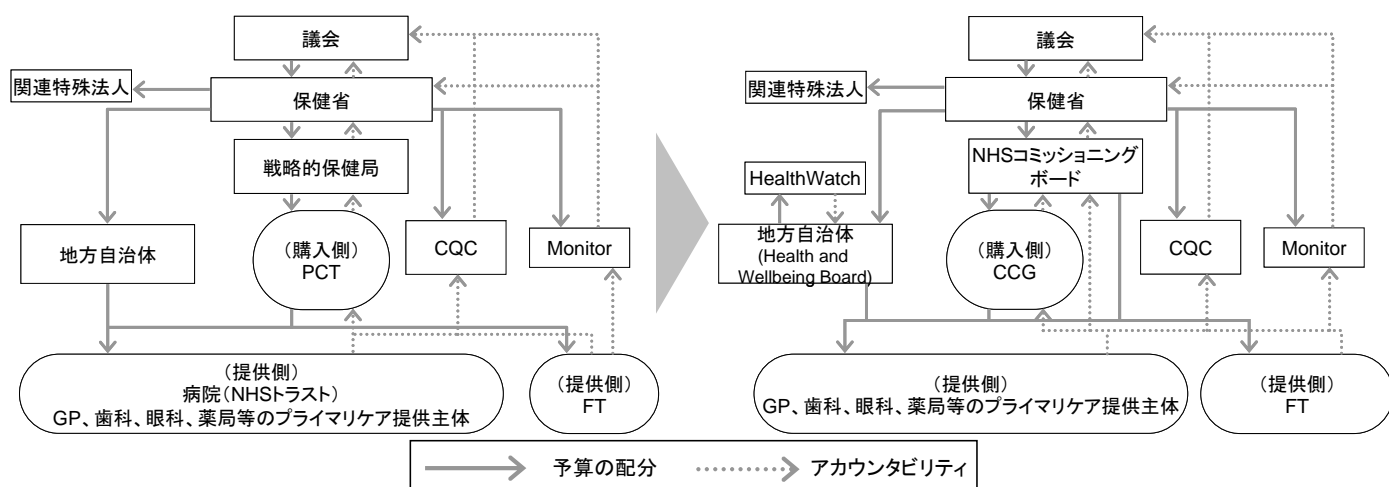 議会
関連特殊法人
保健省
戦略的保健局
地方自治体
（購入側）
PCT
CQC
Monitor
（提供側）
病院（NHSトラスト）
GP、歯科、眼科、薬局等のプライマリケア提供主体
（提供側）
FT
議会
関連特殊法人
保健省
NHSコミッショニング
ボード
HealthWatch
地方自治体
(Health and
Wellbeing Board)
（購入側）
CCG
CQC
Monitor
（提供側）
GP、歯科、眼科、薬局等のプライマリケア提供主体
（提供側）
FT
予算の配分
アカウンタビリティ